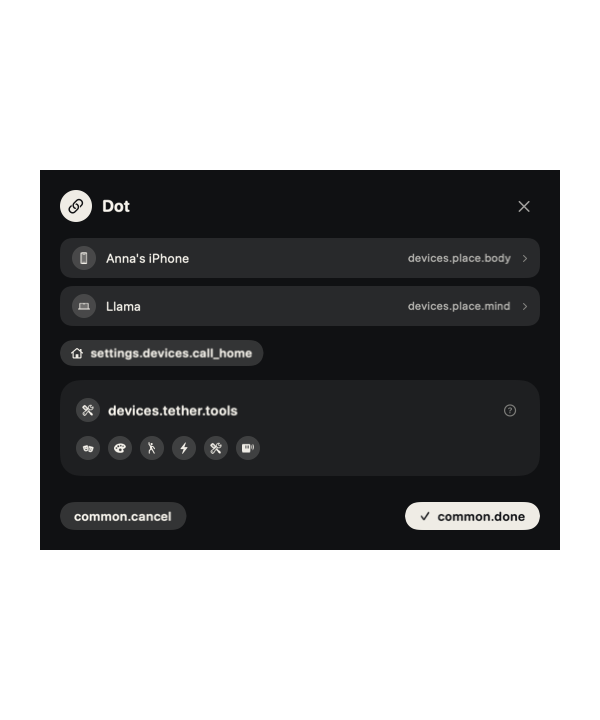 Dot
Anna's iPhone
devices.place.body
Llama
devices.place.mind
settings.devices.call_home
devices.tether.tools
common.cancel
common.done